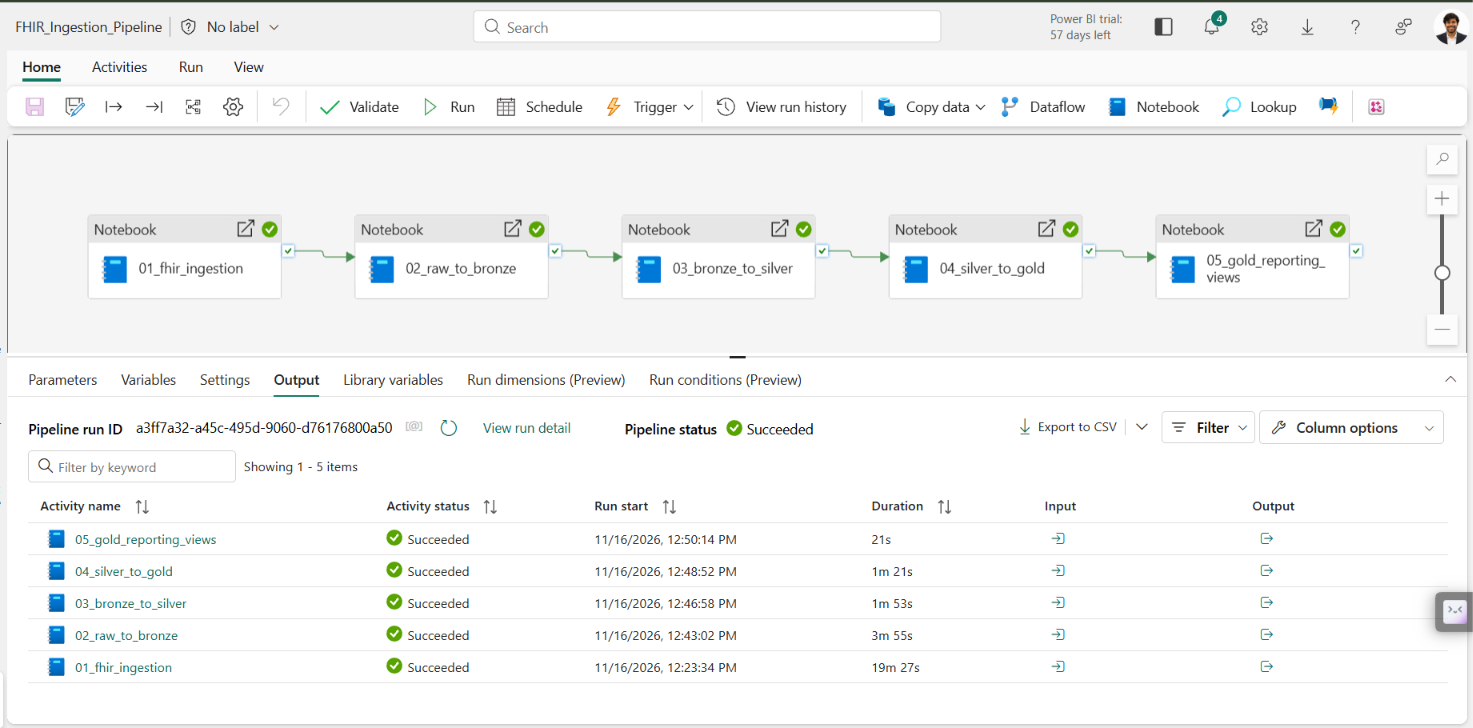 FHIR_Ingestion_Pipeline No label Search Power BI trial: 4
57 days left
Home Activities Run View
Validate Run Schedule Trigger View run history Copy data Dataflow Notebook Lookup
Notebook Notebook Notebook Notebook Notebook
01_fhir_ingestion 02_raw_to_bronze 03_bronze_to_silver 04_silver_to_gold 05_gold_reporting_
views
Parameters Variables Settings Output Library variables Run dimensions (Preview) Run conditions (Preview)
Pipeline run ID a3ff7a32-a45c-495d-9060-d76176800a50 [@] View run detail Pipeline status Succeeded Export to CSV Filter Column options
Filter by keyword Showing 1 - 5 items
Activity name Activity status Run start Duration Input Output
05_gold_reporting_views Succeeded 11/16/2026, 12:50:14 PM 21s
04_silver_to_gold Succeeded 11/16/2026, 12:48:52 PM 1m 21s
03_bronze_to_silver Succeeded 11/16/2026, 12:46:58 PM 1m 53s
02_raw_to_bronze Succeeded 11/16/2026, 12:43:02 PM 3m 55s
01_fhir_ingestion Succeeded 11/16/2026, 12:23:34 PM 19m 27s